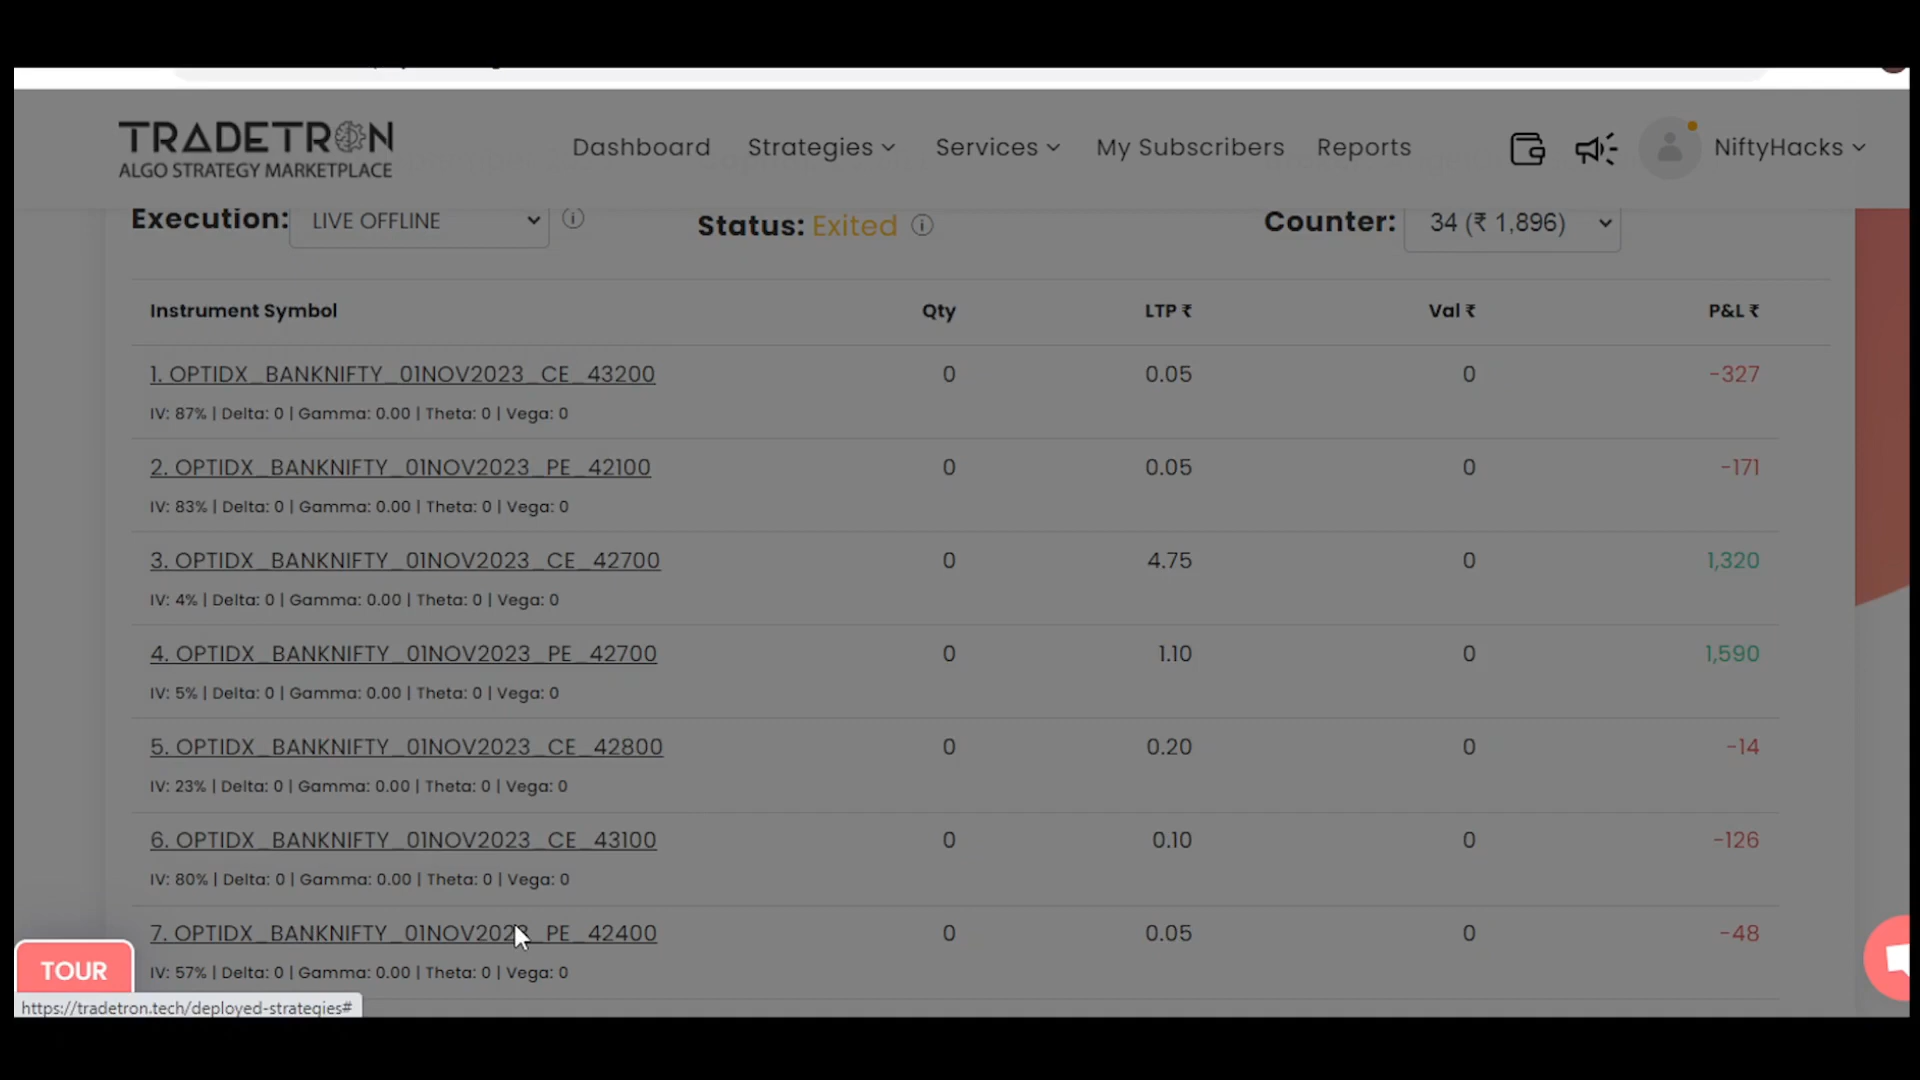 TRADETRON
ALGO STRATEGY MARKETPLACE
Dashboard Strategies Services My Subscribers Reports NiftyHacks
Execution: LIVE OFFLINE Status: Exited Counter: 34 (₹ 1,896)
Instrument Symbol Qty LTP ₹ Val ₹ P&L ₹
1. OPTIDX_BANKNIFTY_01NOV2023_CE_43200 0 0.05 0 -327
IV: 87% | Delta: 0 | Gamma: 0.00 | Theta: 0 | Vega: 0
2. OPTIDX_BANKNIFTY_01NOV2023_PE_42100 0 0.05 0 -171
IV: 83% | Delta: 0 | Gamma: 0.00 | Theta: 0 | Vega: 0
3. OPTIDX_BANKNIFTY_01NOV2023_CE_42700 0 4.75 0 1,320
IV: 4% | Delta: 0 | Gamma: 0.00 | Theta: 0 | Vega: 0
4. OPTIDX_BANKNIFTY_01NOV2023_PE_42700 0 1.10 0 1,590
IV: 5% | Delta: 0 | Gamma: 0.00 | Theta: 0 | Vega: 0
5. OPTIDX_BANKNIFTY_01NOV2023_CE_42800 0 0.20 0 -14
IV: 23% | Delta: 0 | Gamma: 0.00 | Theta: 0 | Vega: 0
6. OPTIDX_BANKNIFTY_01NOV2023_CE_43100 0 0.10 0 -126
IV: 80% | Delta: 0 | Gamma: 0.00 | Theta: 0 | Vega: 0
7. OPTIDX_BANKNIFTY_01NOV2023_PE_42400 0 0.05 0 -48
IV: 57% | Delta: 0 | Gamma: 0.00 | Theta: 0 | Vega: 0
TOUR
https://tradetron.tech/deployed-strategies#